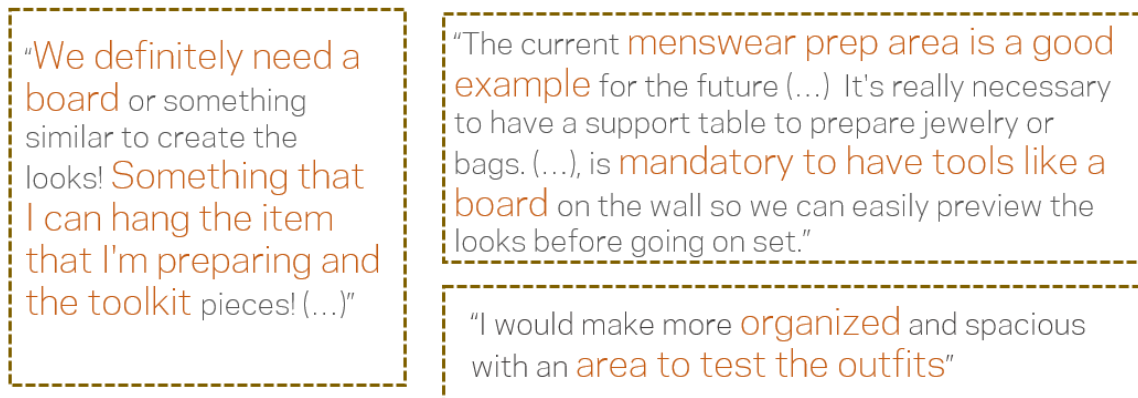 “We definitely need a
board or something
similar to create the
looks! Something that
I can hang the item
that I'm preparing and
the toolkit pieces! (...)”
“The current menswear prep area is a good
example for the future (...)  It's really necessary
to have a support table to prepare jewelry or
bags. (...), is mandatory to have tools like a
board on the wall so we can easily preview the
looks before going on set.”
“I would make more organized and spacious
with an area to test the outfits”